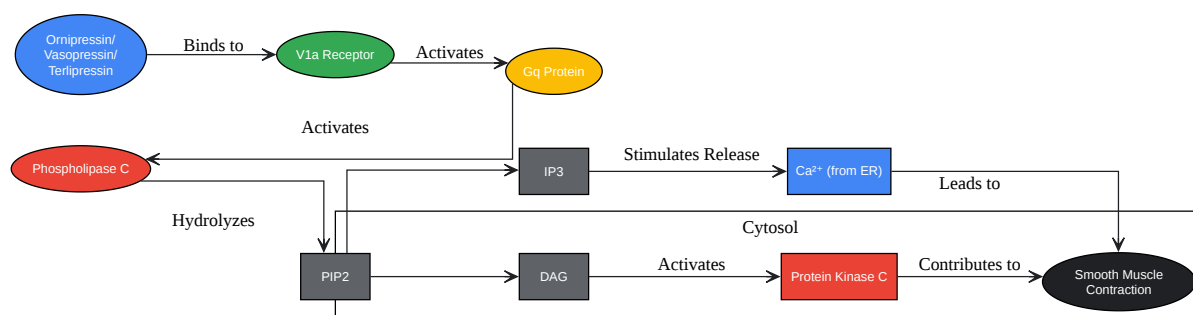 Ornipressin/
Vasopressin/
Terlipressin
Binds to
V1a Receptor
Activates
Gq Protein
Activates
Phospholipase C
Hydrolyzes
IP3
Stimulates Release
Ca²⁺ (from ER)
Leads to
Cytosol
PIP2
DAG
Activates
Protein Kinase C
Contributes to
Smooth Muscle
Contraction